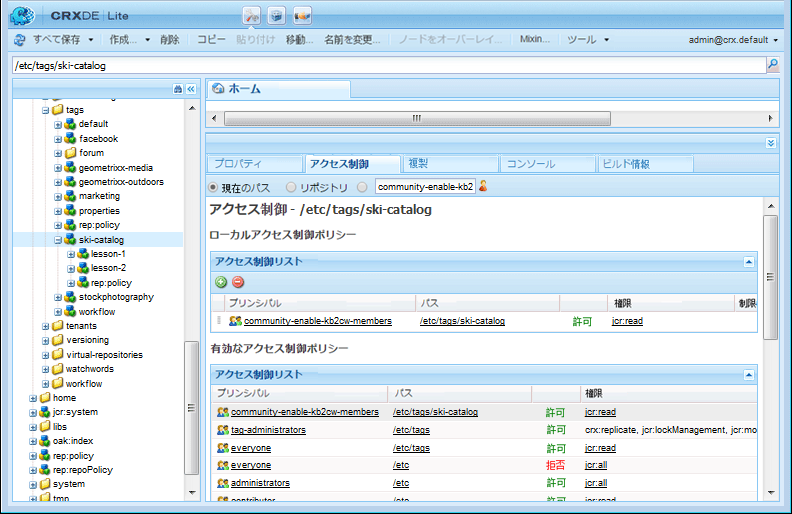 CRXDE | Lite
すべて保存 作成... 削除 コピー 貼り付け 移動... 名前を変更... ノードをオーバーレイ... Mixin... ツール admin@crx.default
/etc/tags/ski-catalog
ホーム
tags
default
facebook
forum
geometrixx-media
geometrixx-outdoors
marketing
properties
rep:policy
ski-catalog
lesson-1
lesson-2
rep:policy
stockphotography
workflow
tenants
versioning
virtual-repositories
watchwords
workflow
home
jcr:system
libs
oak:index
rep:policy
rep:repoPolicy
system
tmp
プロパティ アクセス制御 複製 コンソール ビルド情報
現在のパス リポジトリ community-enable-kb2
アクセス制御 - /etc/tags/ski-catalog
ローカルアクセス制御ポリシー
アクセス制御リスト
プリンシパル パス 権限 制限
community-enable-kb2cw-members /etc/tags/ski-catalog 許可 jcr:read
有効なアクセス制御ポリシー
アクセス制御リスト
プリンシパル パス 権限
community-enable-kb2cw-members /etc/tags/ski-catalog 許可 jcr:read
tag-administrators /etc/tags 許可 crx:replicate, jcr:lockManagement, jcr:mo
everyone /etc/tags 許可 jcr:read
everyone /etc 拒否 jcr:all
administrators /etc 許可 jcr:all
contributor /etc 許可 jcr:read